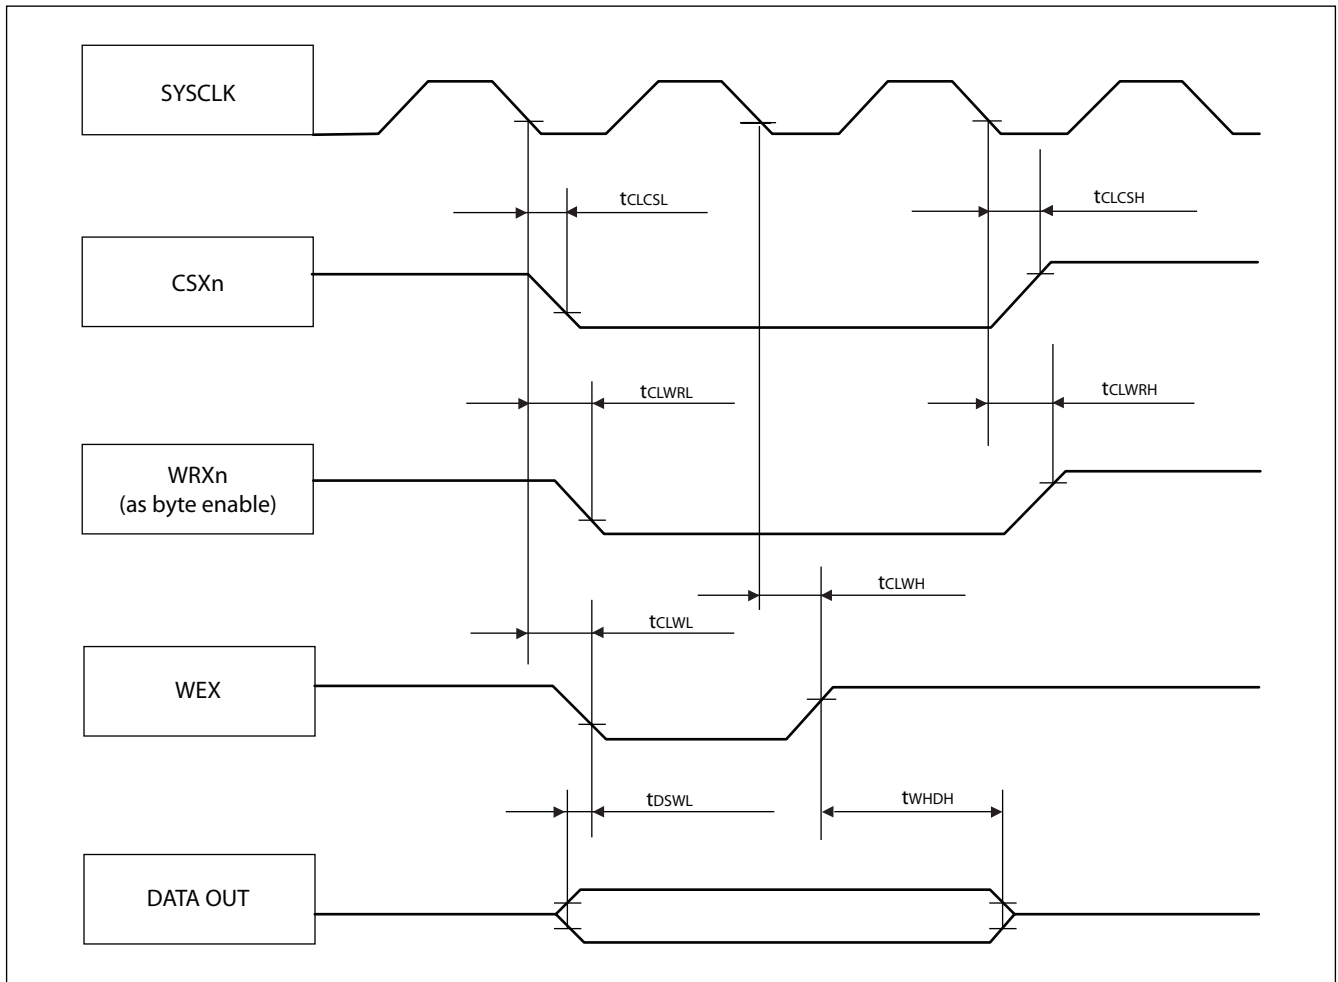 SYSCLK
tCLCSL
tCLCSH
CSXn
tCLWRL
tCLWRH
WRXn
(as byte enable)
tCLWH
tCLWL
WEX
tDSWL
tWHDH
DATA OUT